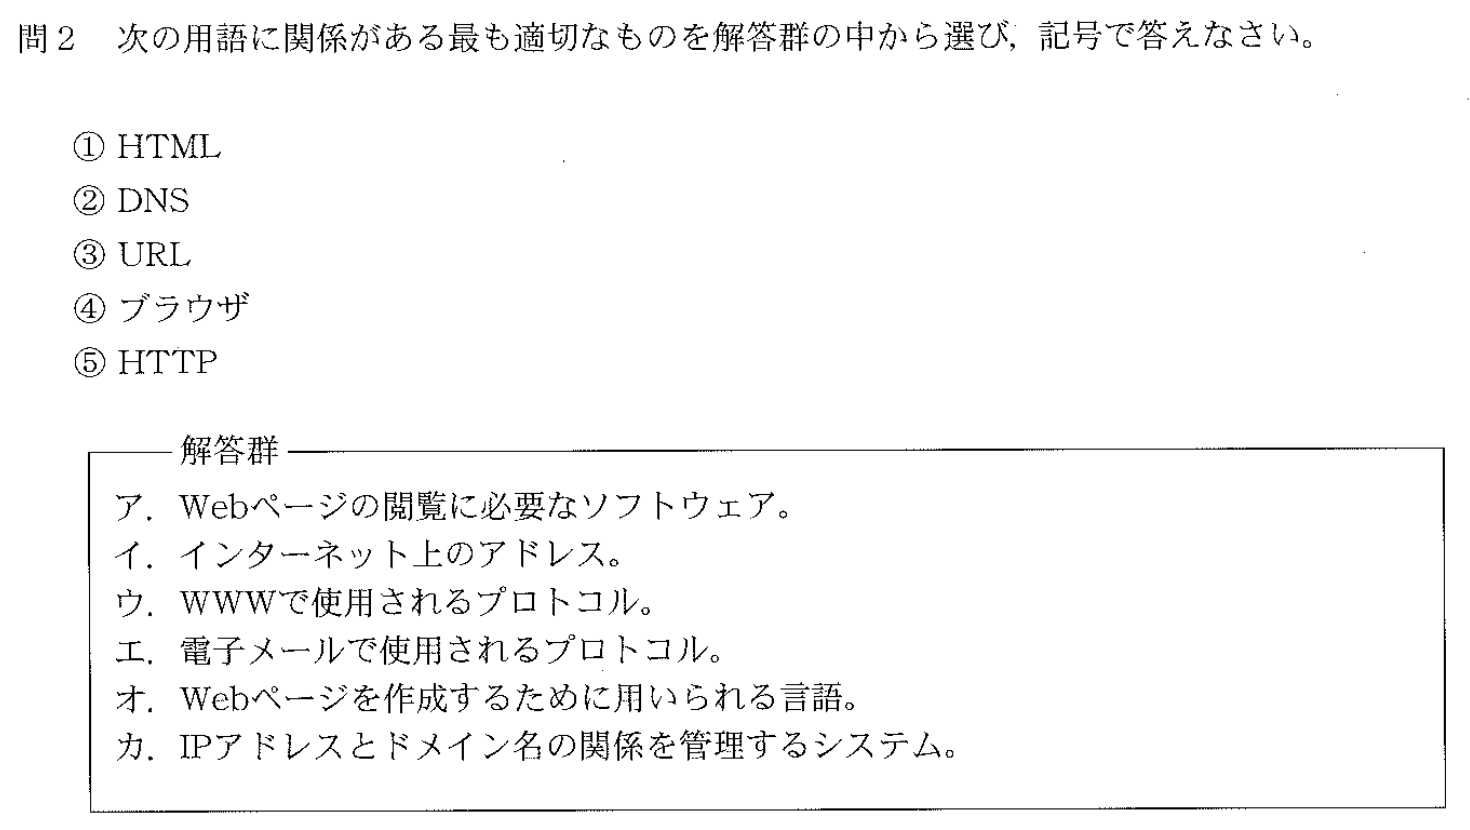 問2　次の用語に関係がある最も適切なものを解答群の中から選び，記号で答えなさい。
① HTML
② DNS
③ URL
④ ブラウザ
⑤ HTTP
解答群
ア．Webページの閲覧に必要なソフトウェア。
イ．インターネット上のアドレス。
ウ．WWWで使用されるプロトコル。
エ．電子メールで使用されるプロトコル。
オ．Webページを作成するために用いられる言語。
カ．IPアドレスとドメイン名の関係を管理するシステム。